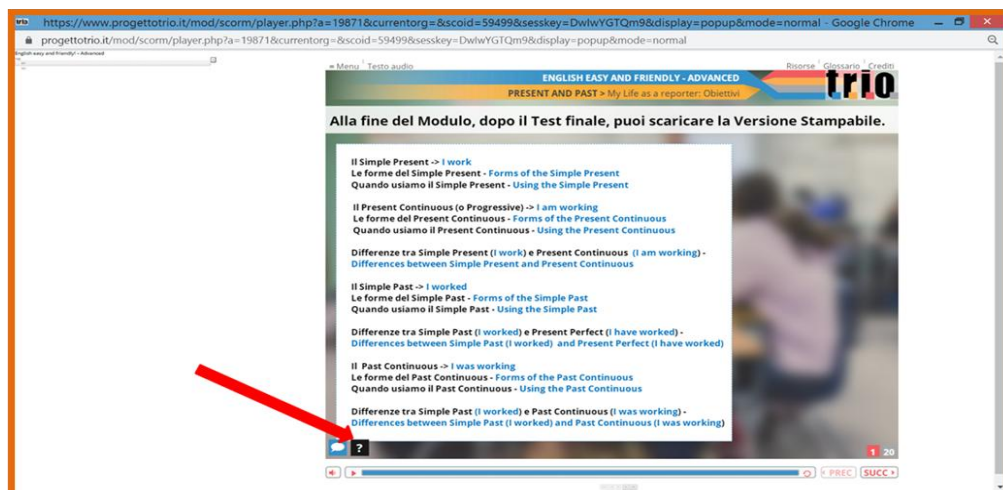 https://www.progettotrio.it/mod/scorm/player.php?a=19871&currentorg=&scoid=59499&sesskey=DwlwYGTQm9&display=popup&mode=normal - Google Chrome
progettotrio.it/mod/scorm/player.php?a=19871&currentorg=&scoid=59499&sesskey=DwlwYGTQm9&display=popup&mode=normal
English easy and friendly! - Advanced
≡ Menu Testo audio Risorse Glossario Crediti
ENGLISH EASY AND FRIENDLY - ADVANCED
trio
PRESENT AND PAST > My Life as a reporter: Obiettivi
Alla fine del Modulo, dopo il Test finale, puoi scaricare la Versione Stampabile.
Il Simple Present -> I work
Le forme del Simple Present - Forms of the Simple Present
Quando usiamo il Simple Present - Using the Simple Present
Il Present Continuous (o Progressive) -> I am working
Le forme del Present Continuous - Forms of the Present Continuous
Quando usiamo il Present Continuous - Using the Present Continuous
Differenze tra Simple Present (I work) e Present Continuous (I am working) -
Differences between Simple Present and Present Continuous
Il Simple Past -> I worked
Le forme del Simple Past - Forms of the Simple Past
Quando usiamo il Simple Past - Using the Simple Past
Differenze tra Simple Past (I worked) e Present Perfect (I have worked) -
Differences between Simple Past (I worked) and Present Perfect (I have worked)
Il Past Continuous -> I was working
Le forme del Past Continuous - Forms of the Past Continuous
Quando usiamo il Past Continuous - Using the Past Continuous
Differenze tra Simple Past (I worked) e Past Continuous (I was working) -
Differences between Simple Past (I worked) and Past Continuous (I was working)
?
1 20
PREC SUCC